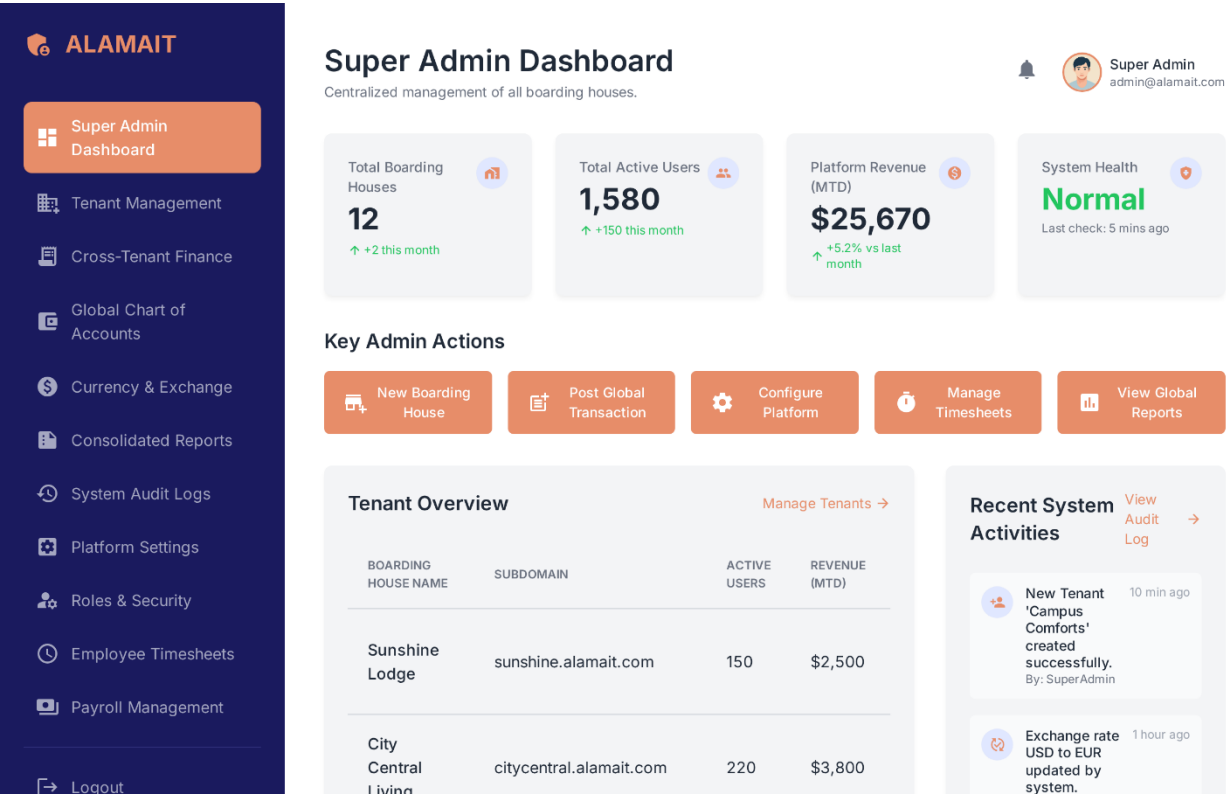 ALAMAIT
Super Admin
Dashboard
Tenant Management
Cross-Tenant Finance
Global Chart of
Accounts
Currency & Exchange
Consolidated Reports
System Audit Logs
Platform Settings
Roles & Security
Employee Timesheets
Payroll Management
Logout
Super Admin Dashboard
Centralized management of all boarding houses.
Super Admin
admin@alamait.com
Total Boarding
Houses
12
↑ +2 this month
Total Active Users
1,580
↑ +150 this month
Platform Revenue
(MTD)
$25,670
↑ +5.2% vs last
month
System Health
Normal
Last check: 5 mins ago
Key Admin Actions
New Boarding
House
Post Global
Transaction
Configure
Platform
Manage
Timesheets
View Global
Reports
Tenant Overview
Manage Tenants →
BOARDING
HOUSE NAME
SUBDOMAIN
ACTIVE
USERS
REVENUE
(MTD)
Sunshine
Lodge
sunshine.alamait.com
150
$2,500
City
Central
Living
citycentral.alamait.com
220
$3,800
Recent System
Activities
View
Audit
Log
→
New Tenant
'Campus
Comforts'
created
successfully.
By: SuperAdmin
10 min ago
Exchange rate
USD to EUR
updated by
system.
1 hour ago